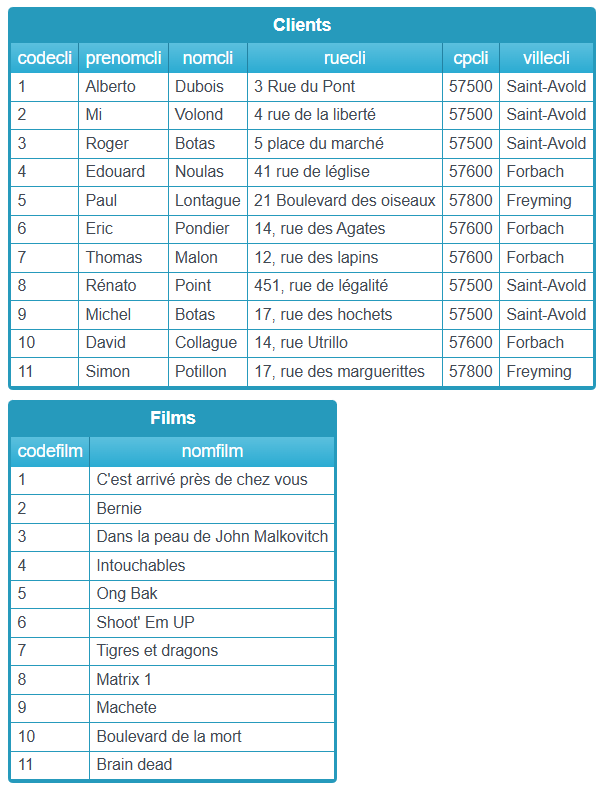 Clients
codecli prenomcli nomcli ruecli cpcli villecli
1 Alberto Dubois 3 Rue du Pont 57500 Saint-Avold
2 Mi Volond 4 rue de la liberté 57500 Saint-Avold
3 Roger Botas 5 place du marché 57500 Saint-Avold
4 Edouard Noulas 41 rue de léglise 57600 Forbach
5 Paul Lontague 21 Boulevard des oiseaux 57800 Freyming
6 Eric Pondier 14, rue des Agates 57600 Forbach
7 Thomas Malon 12, rue des lapins 57600 Forbach
8 Rénato Point 451, rue de légalité 57500 Saint-Avold
9 Michel Botas 17, rue des hochets 57500 Saint-Avold
10 David Collague 14, rue Utrillo 57600 Forbach
11 Simon Potillon 17, rue des marguerittes 57800 Freyming
Films
codefilm nomfilm
1 C'est arrivé près de chez vous
2 Bernie
3 Dans la peau de John Malkovitch
4 Intouchables
5 Ong Bak
6 Shoot' Em UP
7 Tigres et dragons
8 Matrix 1
9 Machete
10 Boulevard de la mort
11 Brain dead